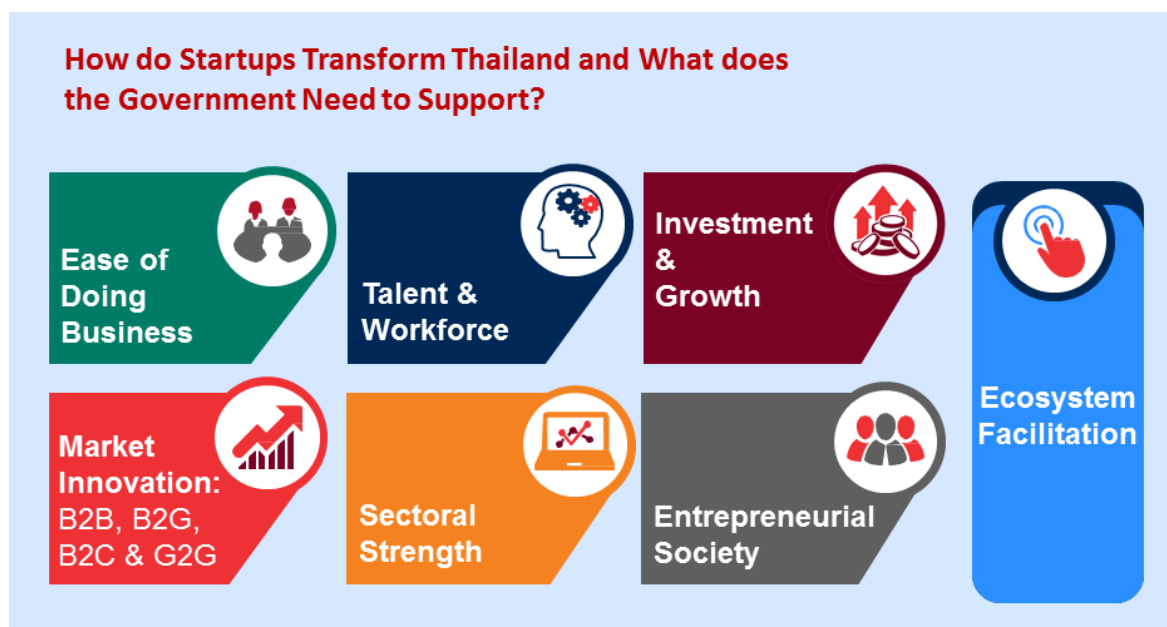 How do Startups Transform Thailand and What does
the Government Need to Support?
Ease of
Doing
Business
Talent &
Workforce
Investment
&
Growth
Market
Innovation:
B2B, B2G,
B2C & G2G
Sectoral
Strength
Entrepreneurial
Society
Ecosystem
Facilitation